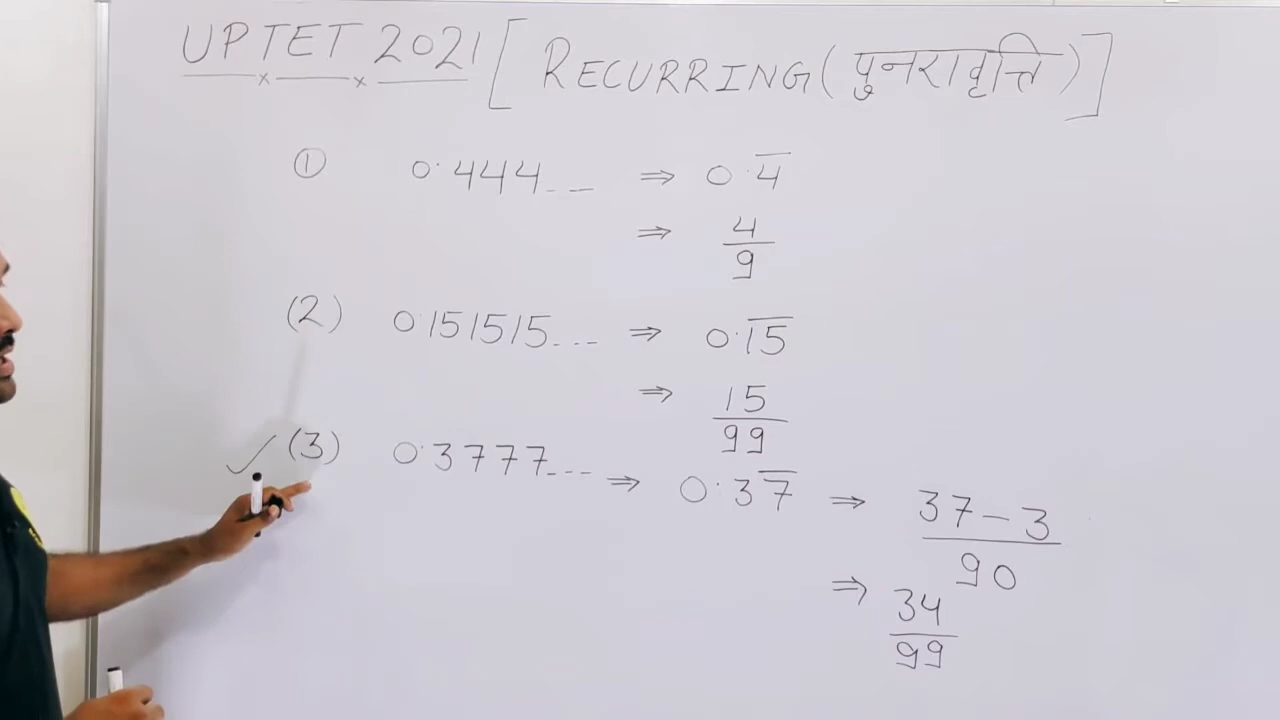 UPTET 2021 [ RECURRING (पुनरावृत्ति) ]
① 0.444... ⇒ 0.4̅
⇒ 4/9
(2) 0.151515... ⇒ 0.1̅5̅
⇒ 15/99
✓ (3) 0.3777... ⇒ 0.37̅ ⇒ 37-3/90
⇒ 34/99